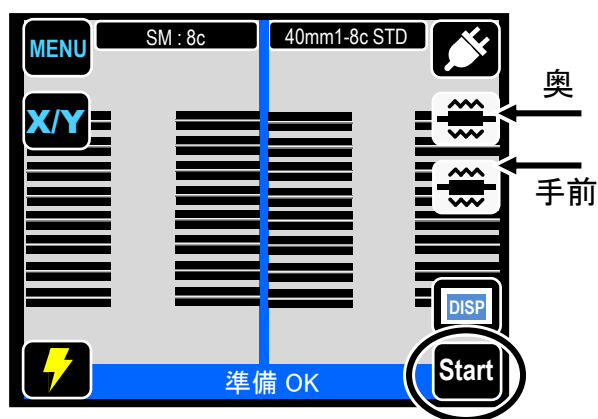 MENU
SM : 8c
40mm1-8c STD
X/Y
奥
手前
DISP
準備 OK
Start